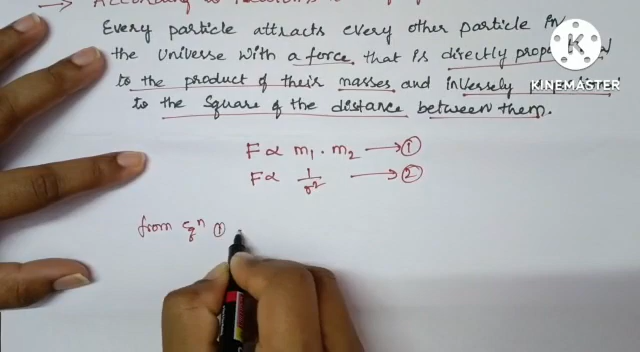 Every particle attracts every other particle in
the Universe with a force that is directly
to the product of their masses and inversely
to the square of the distance between them.
F ∝ m₁ . m₂ → ①
F ∝ 1/r² → ②
from eqⁿ ①
K
KINEMASTER